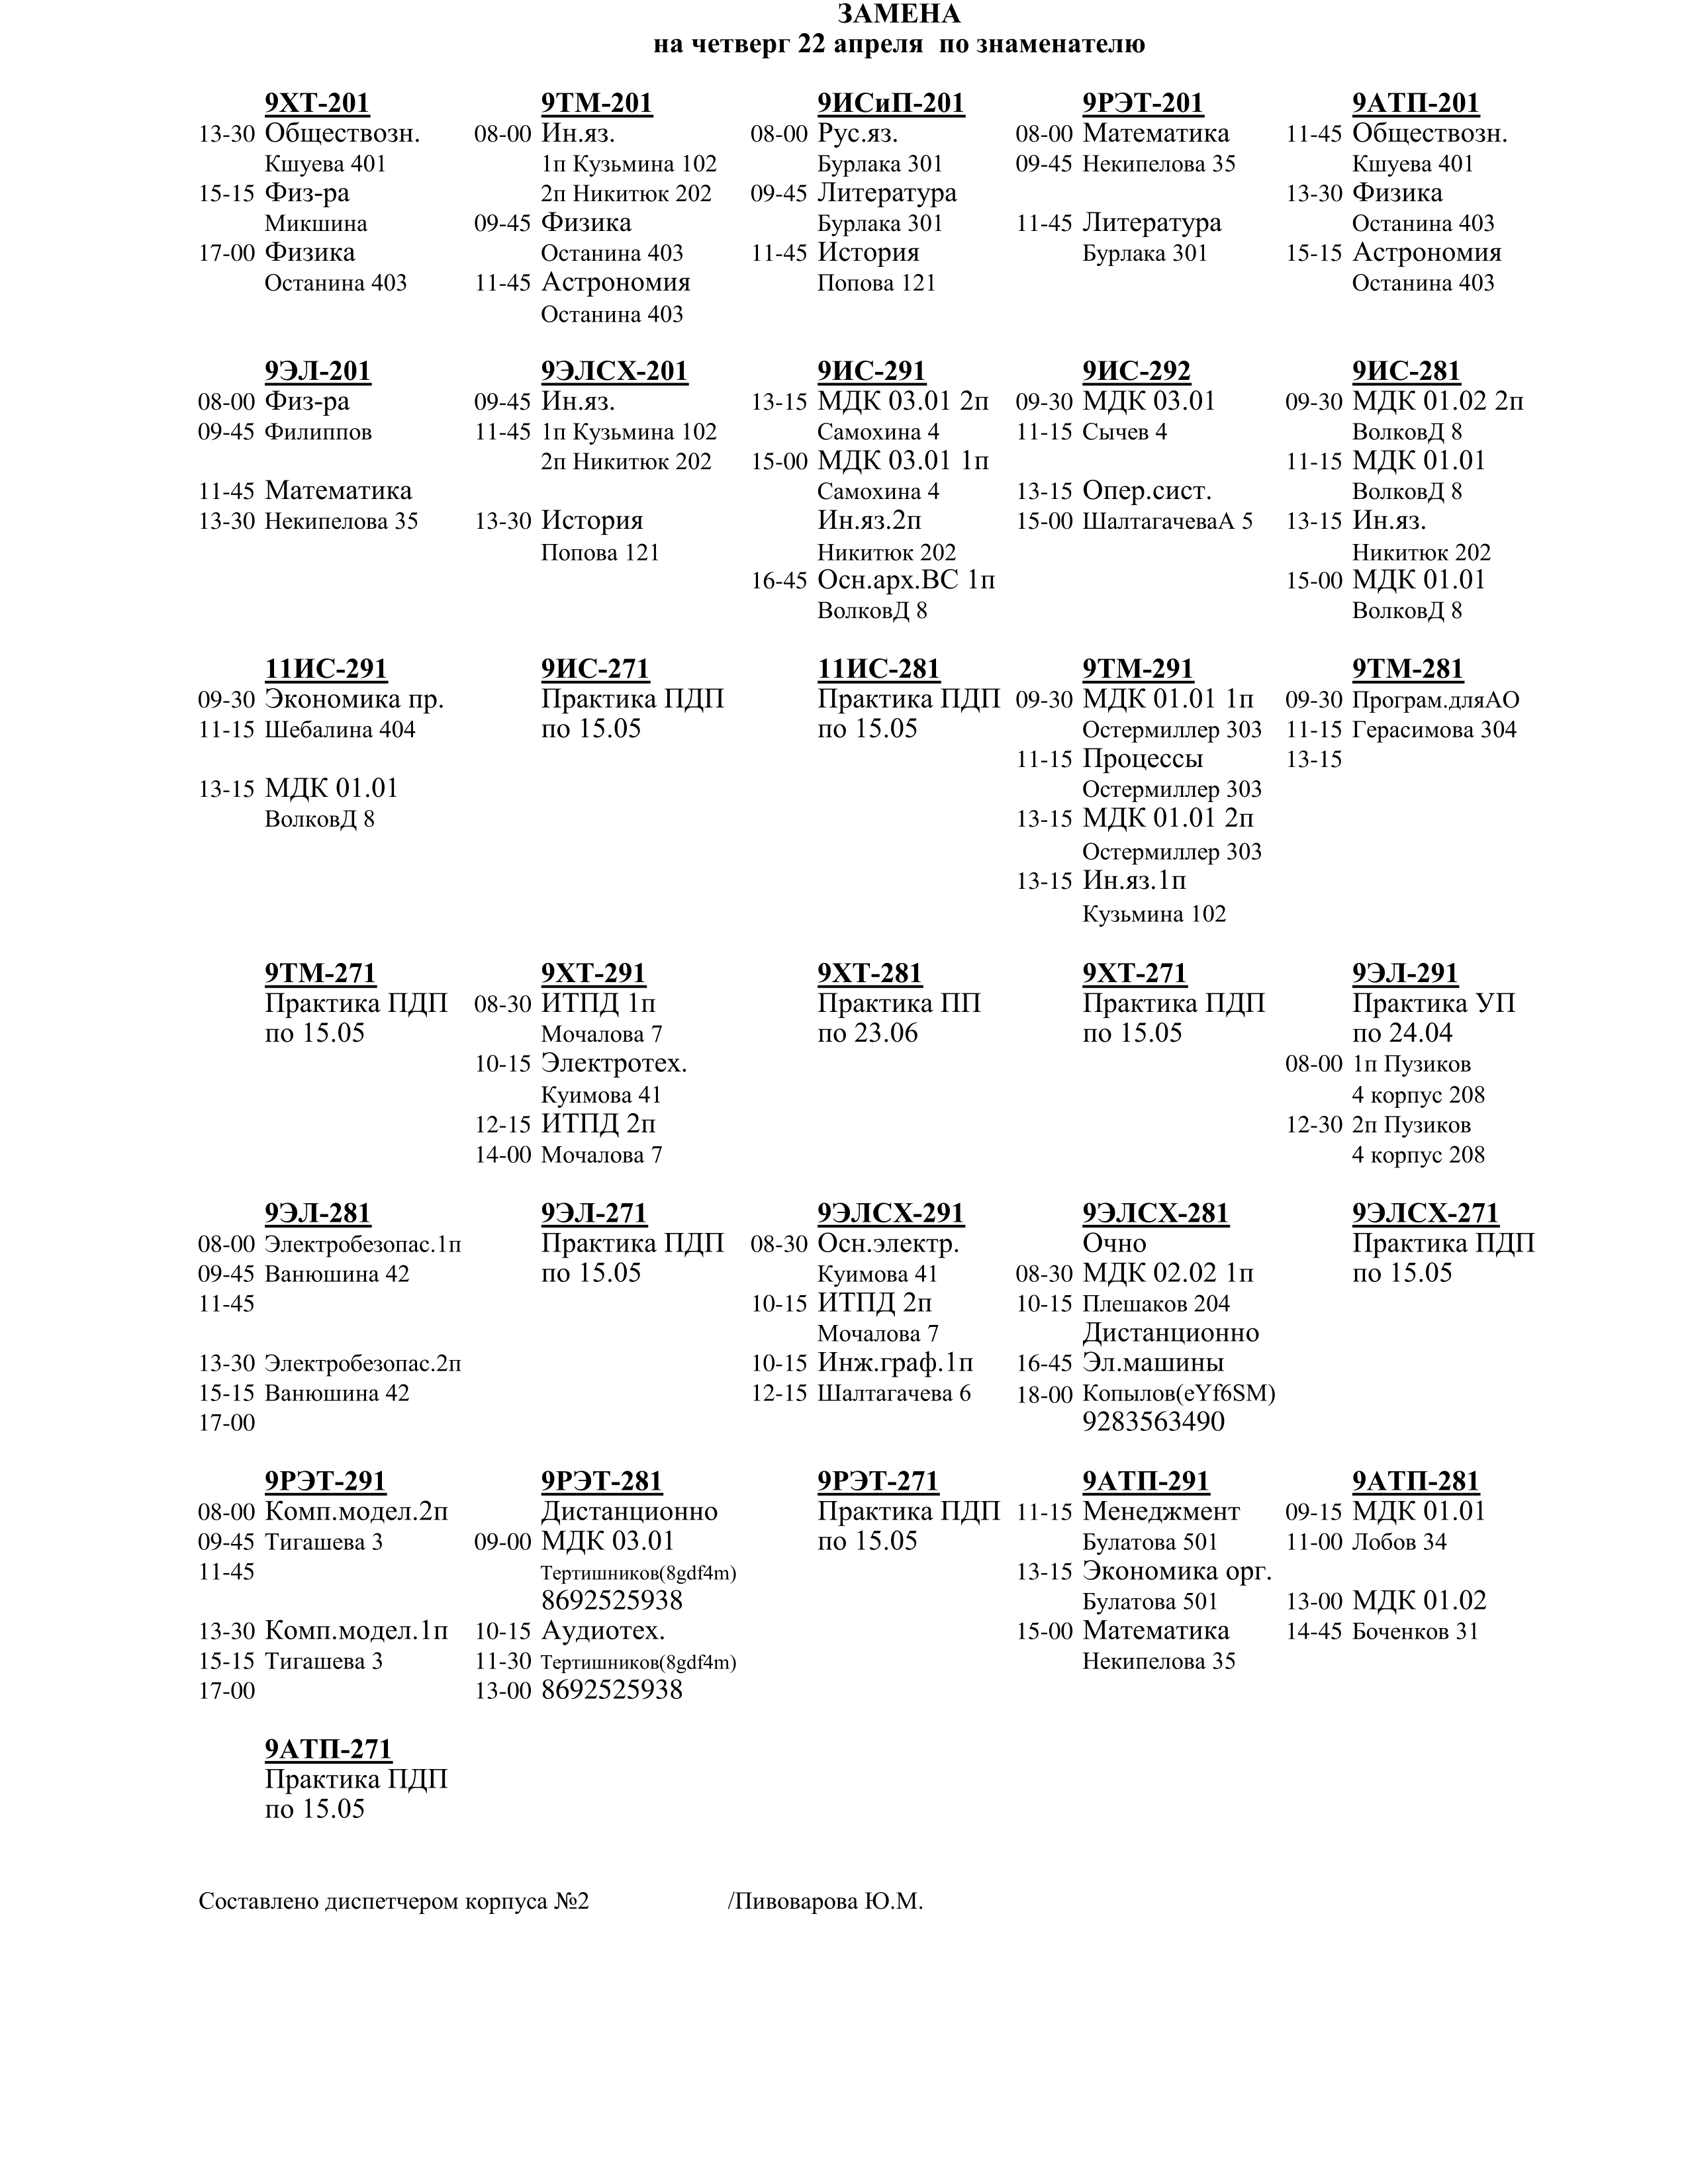 ЗАМЕНА
на четверг 22 апреля  по знаменателю
9ХТ-201 9ТМ-201 9ИСиП-201 9РЭТ-201 9АТП-201
13-30 Обществозн. 08-00 Ин.яз. 08-00 Рус.яз. 08-00 Математика 11-45 Обществозн.
Кшуева 401 1п Кузьмина 102 Бурлака 301 09-45 Некипелова 35 Кшуева 401
15-15 Физ-ра 2п Никитюк 202 09-45 Литература 13-30 Физика
Микшина 09-45 Физика Бурлака 301 11-45 Литература Останина 403
17-00 Физика Останина 403 11-45 История Бурлака 301 15-15 Астрономия
Останина 403 11-45 Астрономия Попова 121 Останина 403
Останина 403
9ЭЛ-201 9ЭЛСХ-201 9ИС-291 9ИС-292 9ИС-281
08-00 Физ-ра 09-45 Ин.яз. 13-15 МДК 03.01 2п 09-30 МДК 03.01 09-30 МДК 01.02 2п
09-45 Филиппов 11-45 1п Кузьмина 102 Самохина 4 11-15 Сычев 4 ВолковД 8
2п Никитюк 202 15-00 МДК 03.01 1п 11-15 МДК 01.01
11-45 Математика Самохина 4 13-15 Опер.сист. ВолковД 8
13-30 Некипелова 35 13-30 История Ин.яз.2п 15-00 ШалтагачеваА 5 13-15 Ин.яз.
Попова 121 Никитюк 202 Никитюк 202
16-45 Осн.арх.ВС 1п 15-00 МДК 01.01
ВолковД 8 ВолковД 8
11ИС-291 9ИС-271 11ИС-281 9ТМ-291 9ТМ-281
09-30 Экономика пр. Практика ПДП Практика ПДП 09-30 МДК 01.01 1п 09-30 Програм.дляАО
11-15 Шебалина 404 по 15.05 по 15.05 Остермиллер 303 11-15 Герасимова 304
11-15 Процессы 13-15
13-15 МДК 01.01 Остермиллер 303
ВолковД 8 13-15 МДК 01.01 2п
Остермиллер 303
13-15 Ин.яз.1п
Кузьмина 102
9ТМ-271 9ХТ-291 9ХТ-281 9ХТ-271 9ЭЛ-291
Практика ПДП 08-30 ИТПД 1п Практика ПП Практика ПДП Практика УП
по 15.05 Мочалова 7 по 23.06 по 15.05 по 24.04
10-15 Электротех. 08-00 1п Пузиков
Куимова 41 4 корпус 208
12-15 ИТПД 2п 12-30 2п Пузиков
14-00 Мочалова 7 4 корпус 208
9ЭЛ-281 9ЭЛ-271 9ЭЛСХ-291 9ЭЛСХ-281 9ЭЛСХ-271
08-00 Электробезопас.1п Практика ПДП 08-30 Осн.электр. Очно Практика ПДП
09-45 Ванюшина 42 по 15.05 Куимова 41 08-30 МДК 02.02 1п по 15.05
11-45 10-15 ИТПД 2п 10-15 Плешаков 204
Мочалова 7 Дистанционно
13-30 Электробезопас.2п 10-15 Инж.граф.1п 16-45 Эл.машины
15-15 Ванюшина 42 12-15 Шалтагачева 6 18-00 Копылов(eYf6SM)
17-00 9283563490
9РЭТ-291 9РЭТ-281 9РЭТ-271 9АТП-291 9АТП-281
08-00 Комп.модел.2п Дистанционно Практика ПДП 11-15 Менеджмент 09-15 МДК 01.01
09-45 Тигашева 3 09-00 МДК 03.01 по 15.05 Булатова 501 11-00 Лобов 34
11-45 Тертишников(8gdf4m) 13-15 Экономика орг.
8692525938 Булатова 501 13-00 МДК 01.02
13-30 Комп.модел.1п 10-15 Аудиотех. 15-00 Математика 14-45 Боченков 31
15-15 Тигашева 3 11-30 Тертишников(8gdf4m) Некипелова 35
17-00 13-00 8692525938
9АТП-271
Практика ПДП
по 15.05
Составлено диспетчером корпуса №2 /Пивоварова Ю.М.